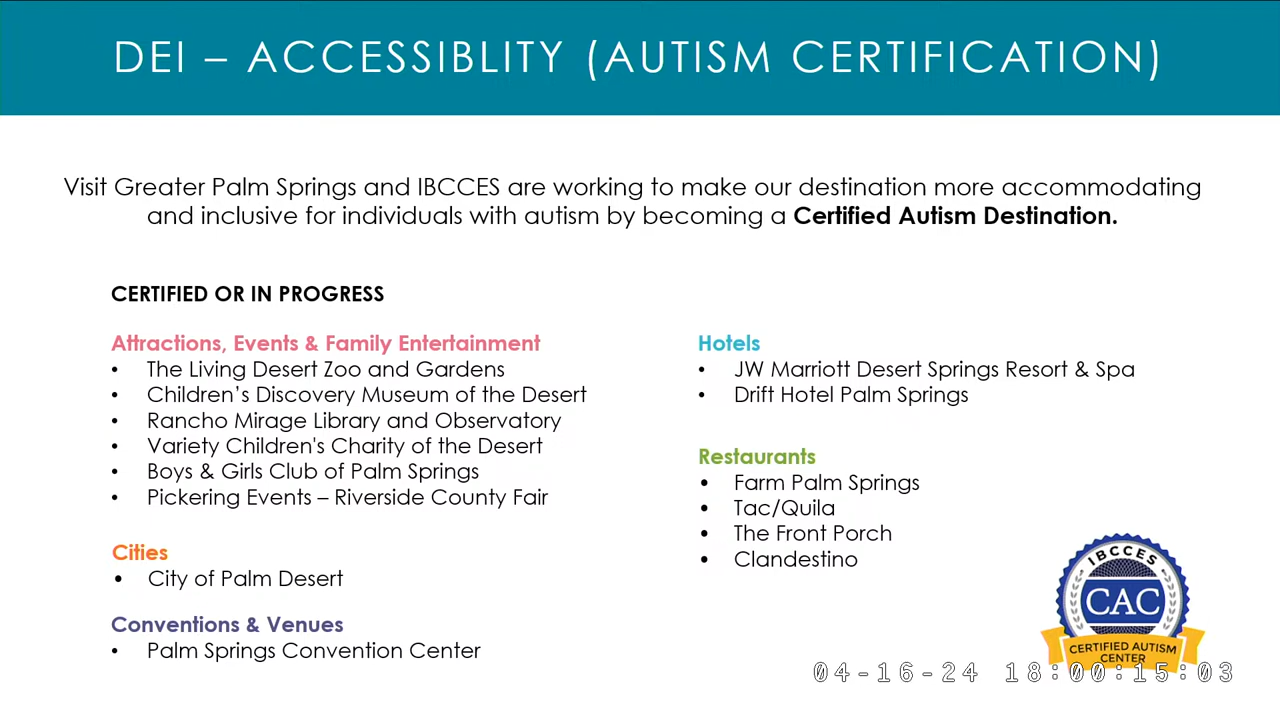 DEI – ACCESSIBLITY (AUTISM CERTIFICATION)
Visit Greater Palm Springs and IBCCES are working to make our destination more accommodating
and inclusive for individuals with autism by becoming a Certified Autism Destination.
CERTIFIED OR IN PROGRESS
Attractions, Events & Family Entertainment
• The Living Desert Zoo and Gardens
• Children’s Discovery Museum of the Desert
• Rancho Mirage Library and Observatory
• Variety Children's Charity of the Desert
• Boys & Girls Club of Palm Springs
• Pickering Events – Riverside County Fair
Cities
• City of Palm Desert
Conventions & Venues
• Palm Springs Convention Center
Hotels
• JW Marriott Desert Springs Resort & Spa
• Drift Hotel Palm Springs
Restaurants
• Farm Palm Springs
• Tac/Quila
• The Front Porch
• Clandestino
IBCCES
CAC
CERTIFIED AUTISM
CENTER
04-16-24 18:00:15:03